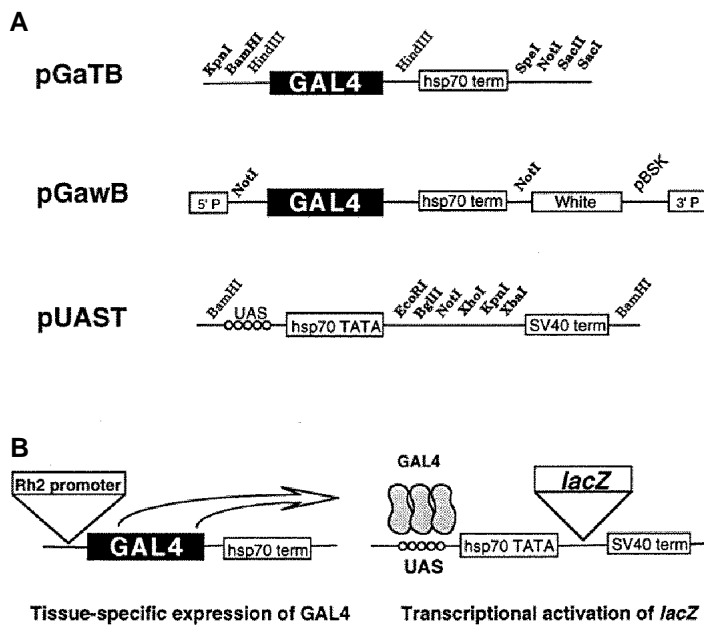 A
pGaTB
KpnI BamHI HindIII HindIII SpeI NotI SacII SacI
GAL4 hsp70 term
pGawB
NotI NotI pBSK
5' P GAL4 hsp70 term White 3' P
pUAST
BamHI UAS EcoRI BglII NotI XhoI KpnI XbaI BamHI
hsp70 TATA SV40 term
B
Rh2 promoter
GAL4 hsp70 term
GAL4
lacZ
UAS hsp70 TATA SV40 term
Tissue-specific expression of GAL4
Transcriptional activation of lacZ